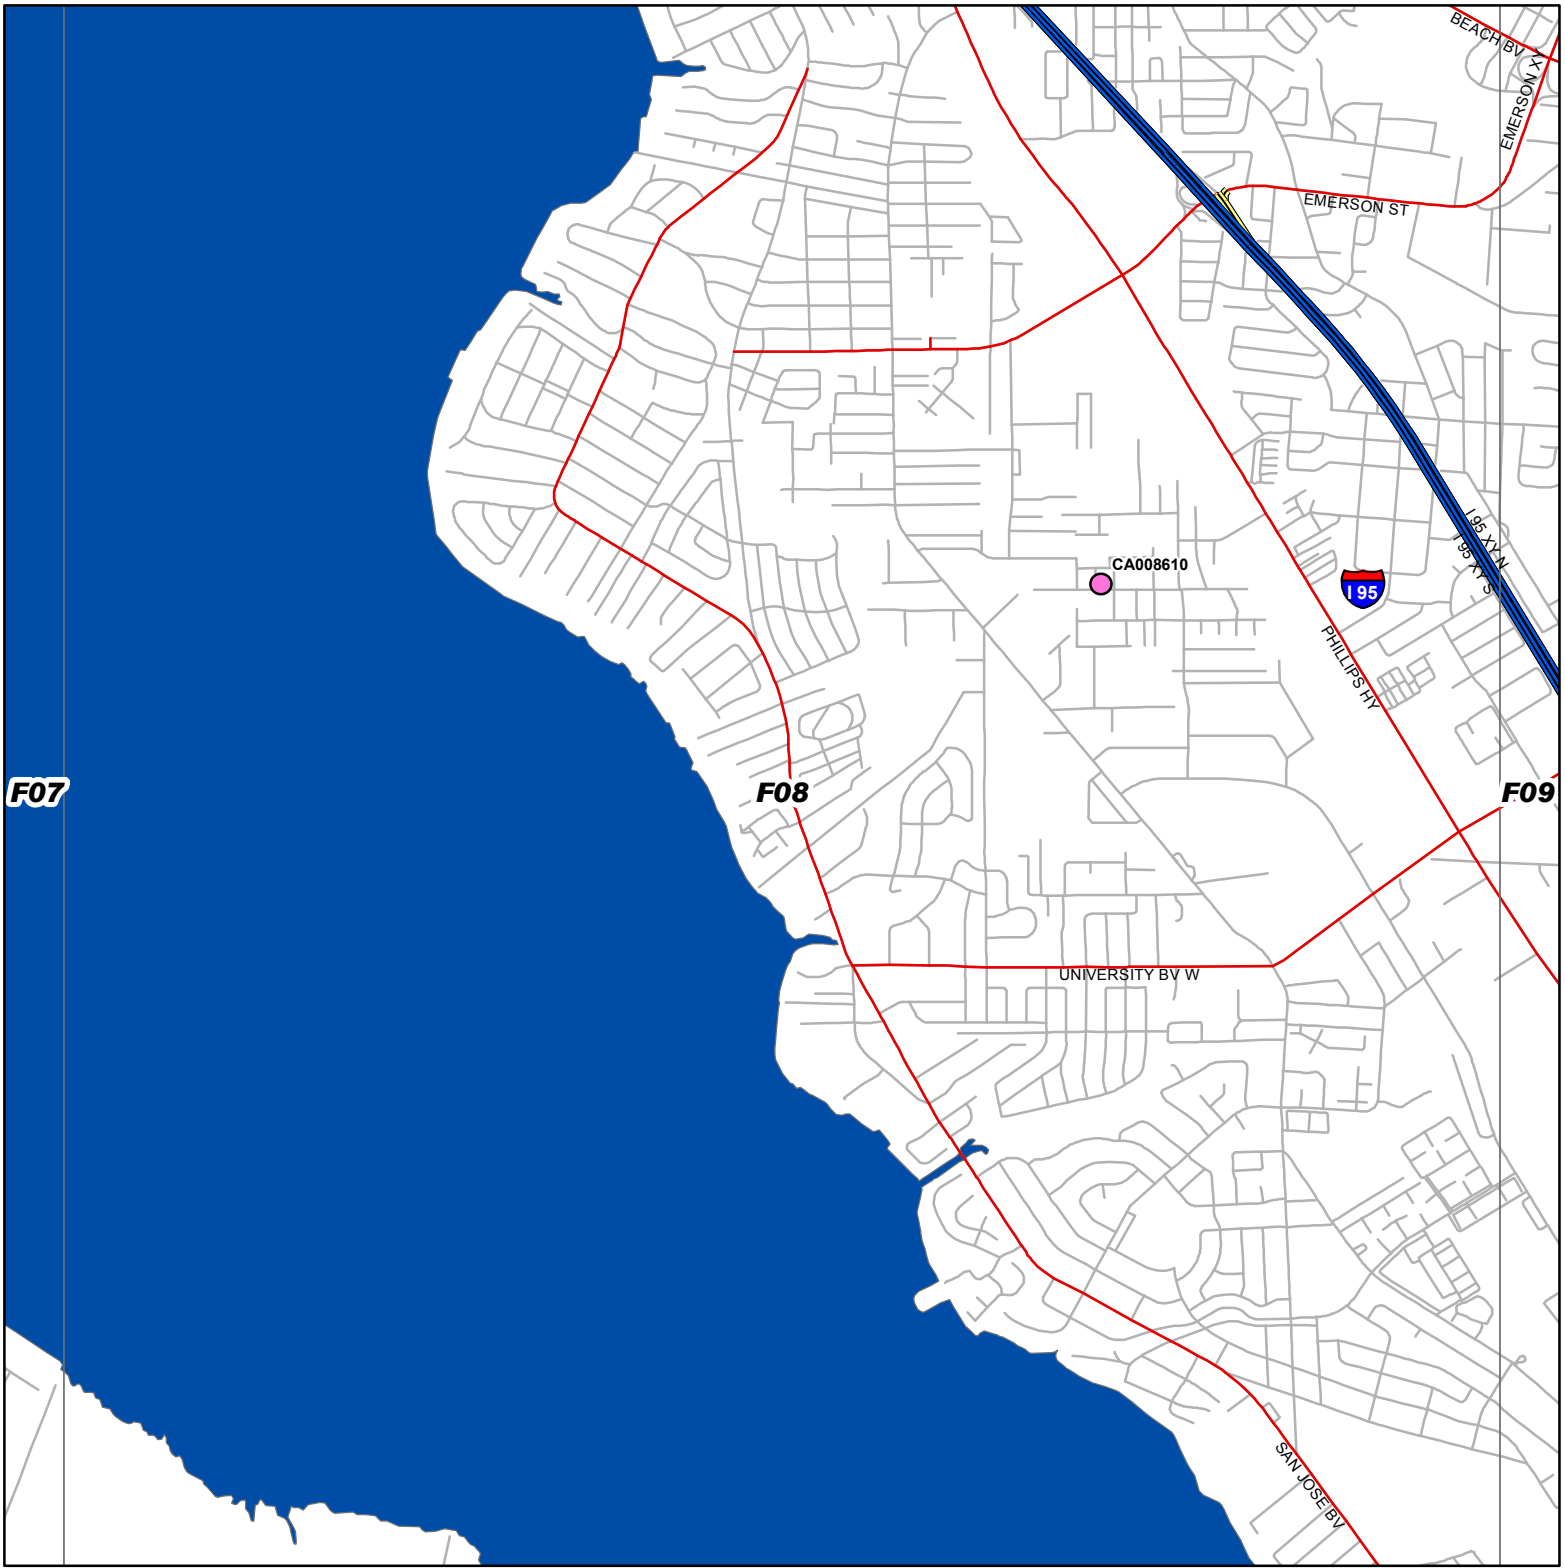 BEACH BV
EMERSON XY
EMERSON ST
I 95 XY N
I 95 XY S
CA008610
I 95
PHILLIPS HY
F07
F08
F09
UNIVERSITY BV W
SAN JOSE BV